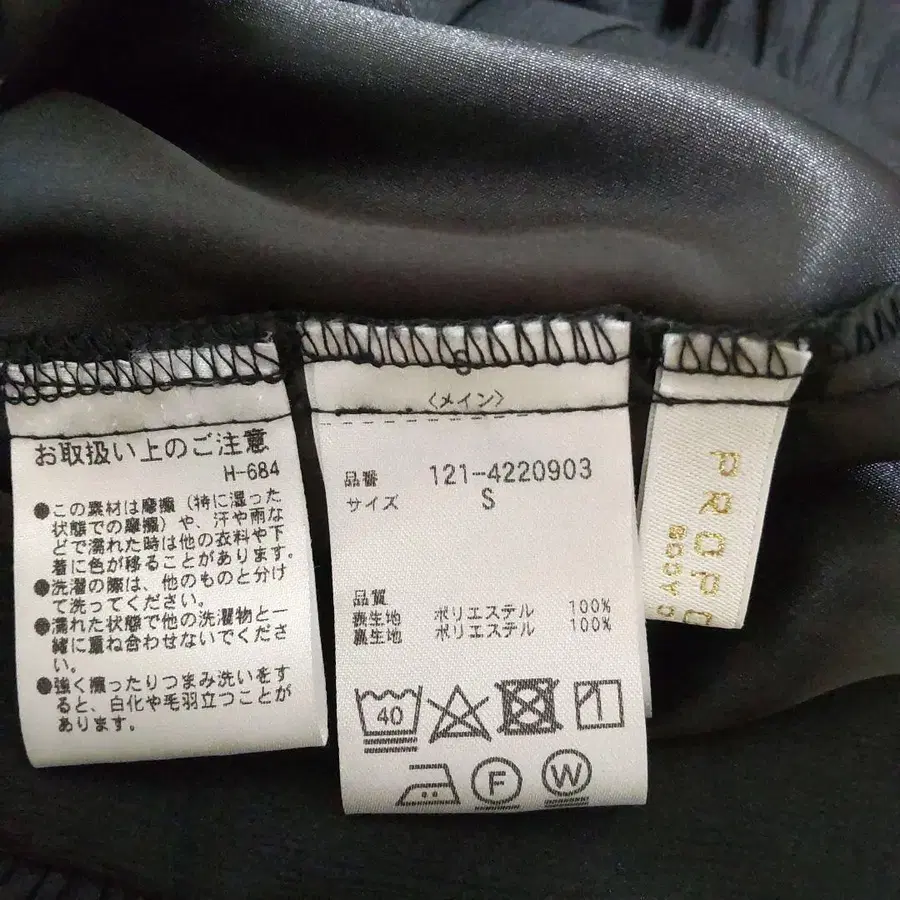 お取扱い上のご注意
H-684
●この素材は摩擦（特に湿った
状態での摩擦）や、汗や雨な
どで濡れた時は他の衣料や下
着に色が移ることがあります。
●洗濯の際は、他のものと分け
て洗ってください。
●濡れた状態で他の洗濯物と一
緒に重ね合わせないでくださ
い。
●強く擦ったりつまみ洗いをす
ると、白化や毛羽立つことが
あります。
〈メイン〉
品番 121-4220903
サイズ S
品質
表生地 ポリエステル 100%
裏生地 ポリエステル 100%
40
F
W
PROPO